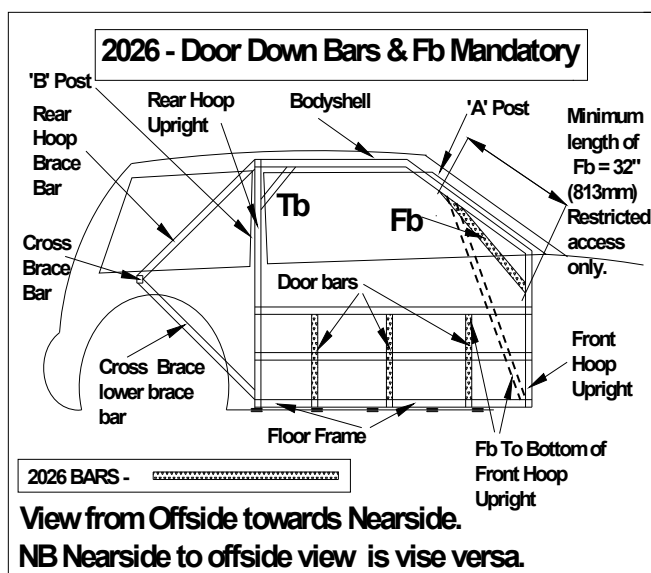 2026 - Door Down Bars & Fb Mandatory
'B' Post
Rear
Hoop
Brace
Bar
Rear Hoop
Upright
Bodyshell
'A' Post
Minimum
length of
Fb = 32"
(813mm)
Restricted
access
only.
Tb
Fb
Cross
Brace
Bar
Door bars
Cross Brace
lower brace
bar
Floor Frame
Front
Hoop
Upright
Fb To Bottom of
Front Hoop
Upright
2026 BARS -
View from Offside towards Nearside.
NB Nearside to offside view is vise versa.